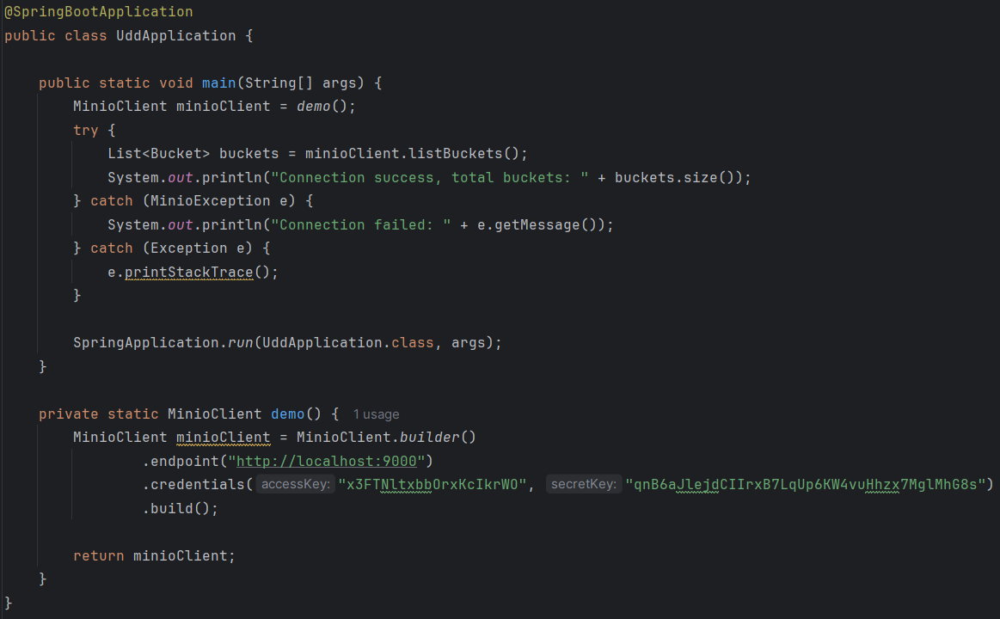 @SpringBootApplication
public class UddApplication {
public static void main(String[] args) {
MinioClient minioClient = demo();
try {
List<Bucket> buckets = minioClient.listBuckets();
System.out.println("Connection success, total buckets: " + buckets.size());
} catch (MinioException e) {
System.out.println("Connection failed: " + e.getMessage());
} catch (Exception e) {
e.printStackTrace();
}
SpringApplication.run(UddApplication.class, args);
}
private static MinioClient demo() { 1 usage
MinioClient minioClient = MinioClient.builder()
.endpoint("http://localhost:9000")
.credentials( accessKey: "x3FTNltxbbOrxKcIkrWO", secretKey: "qnB6aJlejdCIIrxB7LqUp6KW4vuHhzx7MglMhG8s")
.build();
return minioClient;
}
}